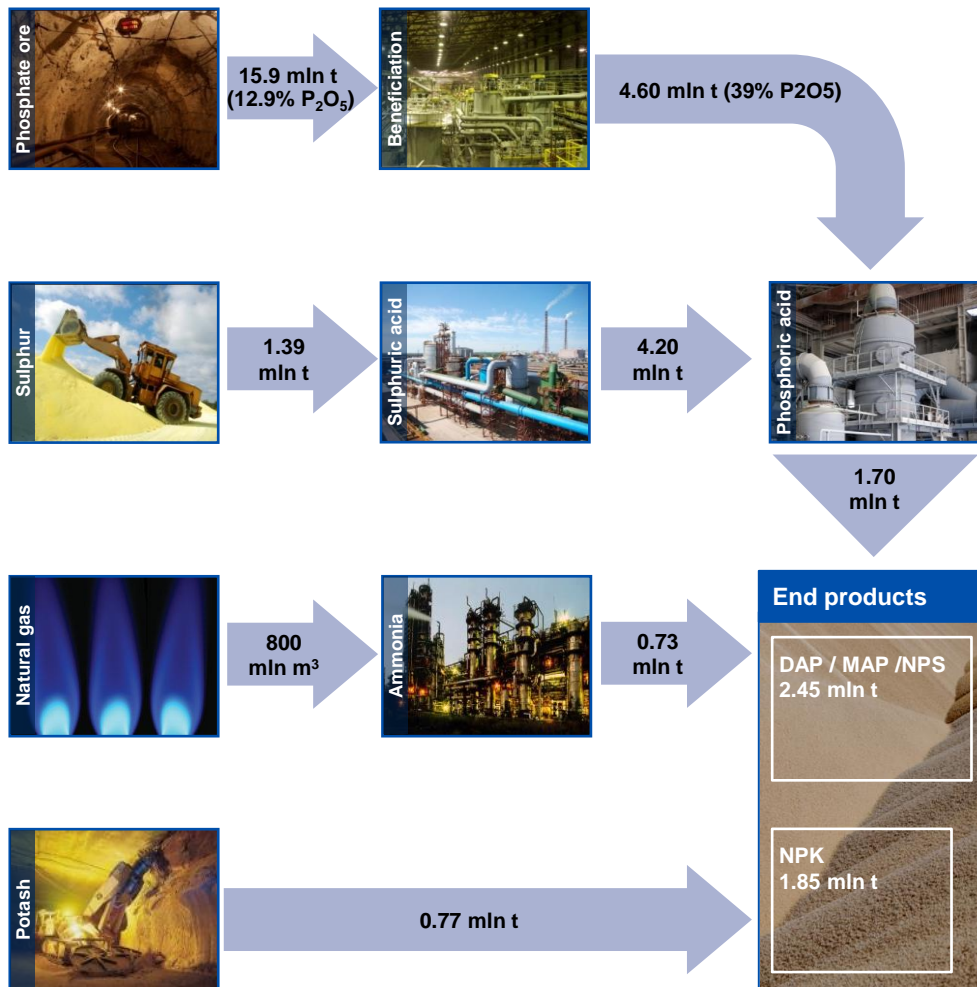 Phosphate ore
15.9 mln t
(12.9% P₂O₅)
Beneficiation
4.60 mln t (39% P2O5)
Sulphur
1.39
mln t
Sulphuric acid
4.20
mln t
Phosphoric acid
1.70
mln t
Natural gas
800
mln m³
Ammonia
0.73
mln t
End products
DAP / MAP /NPS
2.45 mln t
NPK
1.85 mln t
Potash
0.77 mln t